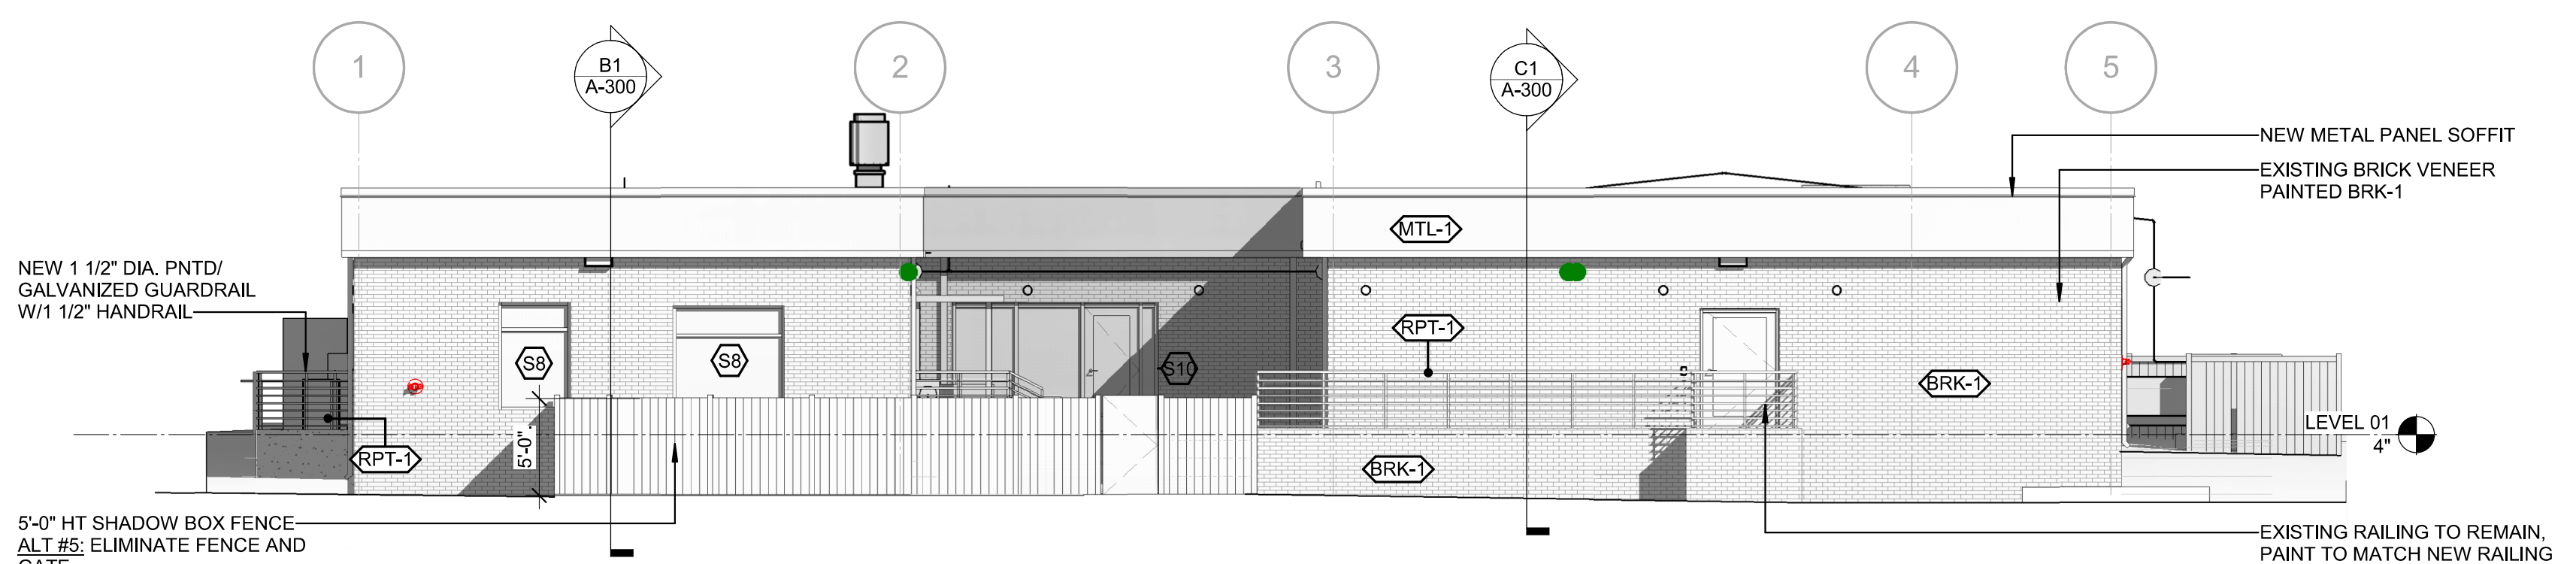 1
B1
A-300
2
3
C1
A-300
4
5
NEW METAL PANEL SOFFIT
EXISTING BRICK VENEER
PAINTED BRK-1
MTL-1
NEW 1 1/2" DIA. PNTD/
GALVANIZED GUARDRAIL
W/1 1/2" HANDRAIL
RPT-1
S8
S8
S10
BRK-1
5'-0"
RPT-1
BRK-1
LEVEL 01
4"
5'-0" HT SHADOW BOX FENCE
ALT #5: ELIMINATE FENCE AND
GATE
EXISTING RAILING TO REMAIN,
PAINT TO MATCH NEW RAILING